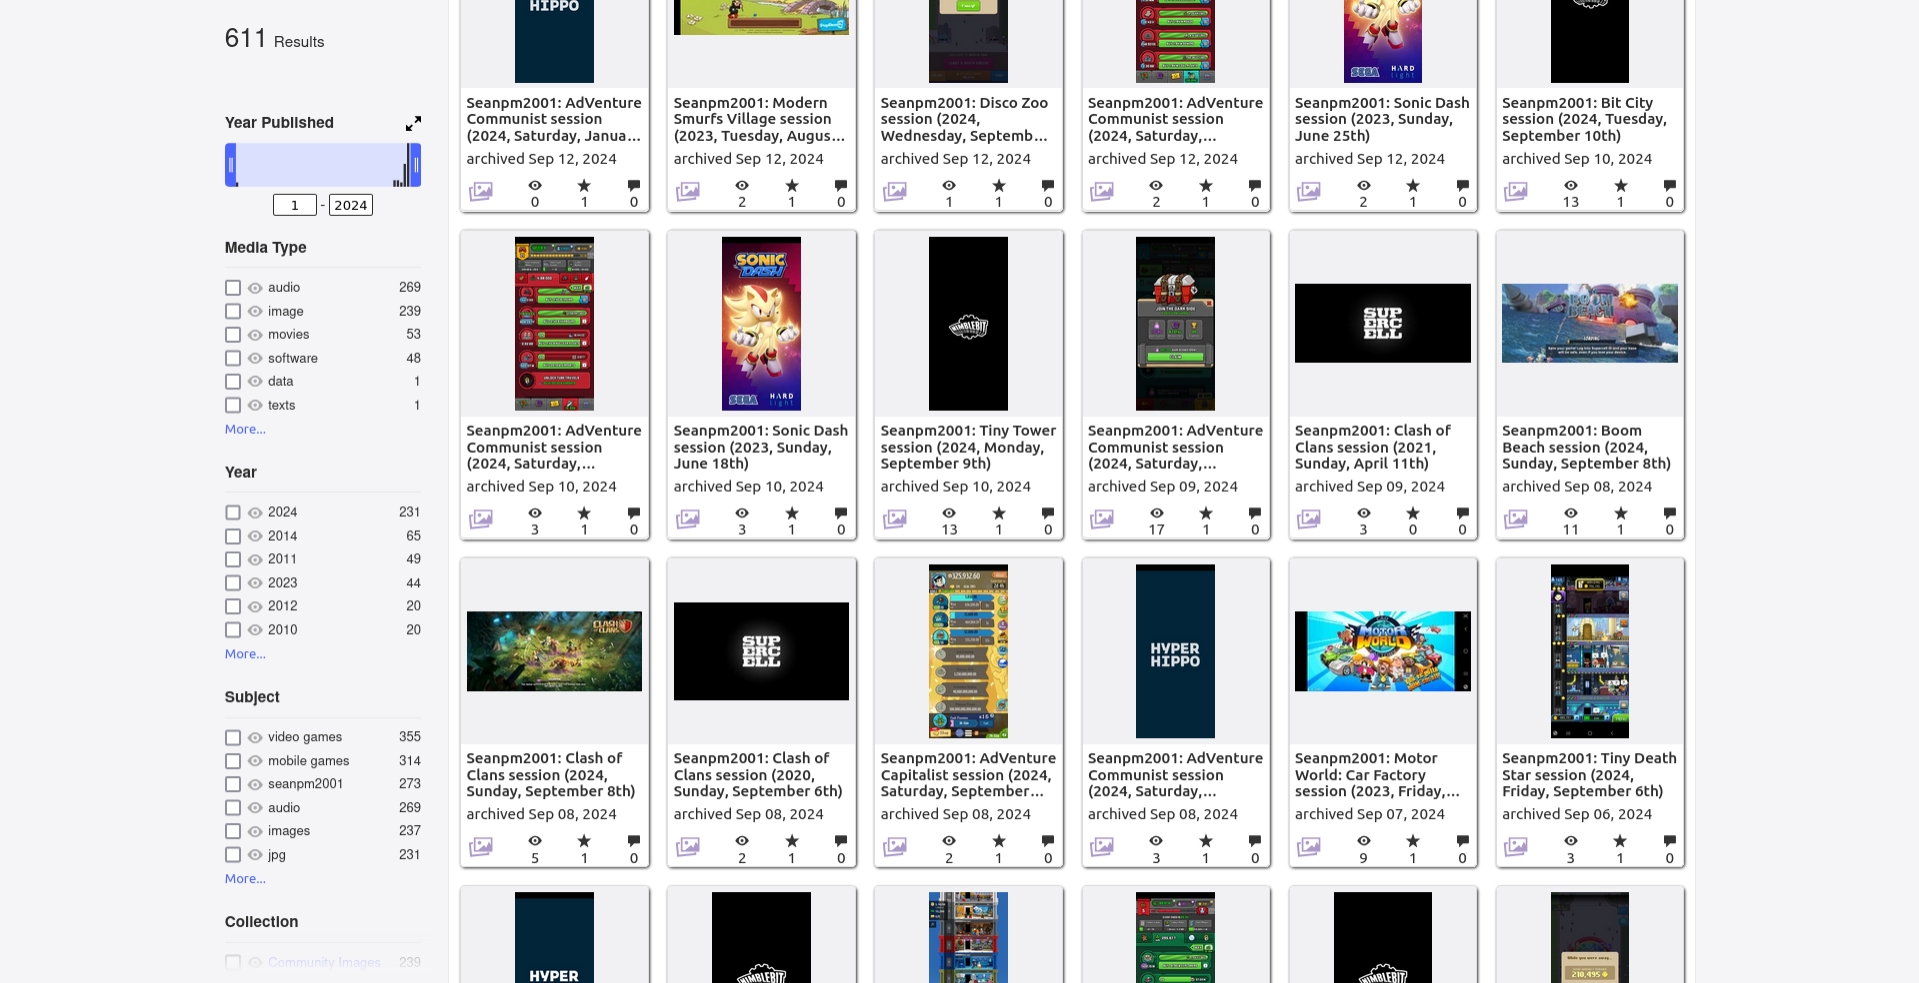 611 Results
Year Published
1 - 2024
Media Type
audio 269
image 239
movies 53
software 48
data 1
texts 1
More...
Year
2024 231
2014 65
2011 49
2023 44
2012 20
2010 20
More...
Subject
video games 355
mobile games 314
seanpm2001 273
audio 269
images 237
jpg 231
More...
Collection
Community Images 239
HIPPO
Seanpm2001: AdVenture
Communist session
(2024, Saturday, Janua...
archived Sep 12, 2024
0 1 0
Seanpm2001: Modern
Smurfs Village session
(2023, Tuesday, Augus...
archived Sep 12, 2024
2 1 0
Seanpm2001: Disco Zoo
session (2024,
Wednesday, Septemb...
archived Sep 12, 2024
1 1 0
Seanpm2001: AdVenture
Communist session
(2024, Saturday,...
archived Sep 12, 2024
2 1 0
SEGA HARD light
Seanpm2001: Sonic Dash
session (2023, Sunday,
June 25th)
archived Sep 12, 2024
2 1 0
Seanpm2001: Bit City
session (2024, Tuesday,
September 10th)
archived Sep 10, 2024
13 1 0
Seanpm2001: AdVenture
Communist session
(2024, Saturday,...
archived Sep 10, 2024
3 1 0
SONIC
DASH
SEGA HARD light
Seanpm2001: Sonic Dash
session (2023, Sunday,
June 18th)
archived Sep 10, 2024
3 1 0
NIMBLEBIT
Seanpm2001: Tiny Tower
session (2024, Monday,
September 9th)
archived Sep 10, 2024
13 1 0
JOIN THE DARK SIDE
Seanpm2001: AdVenture
Communist session
(2024, Saturday,...
archived Sep 09, 2024
17 1 0
SUP
ERC
ELL
Seanpm2001: Clash of
Clans session (2021,
Sunday, April 11th)
archived Sep 09, 2024
3 0 0
BOOM
BEACH
Seanpm2001: Boom
Beach session (2024,
Sunday, September 8th)
archived Sep 08, 2024
11 1 0
CLASH
OF CLANS
Seanpm2001: Clash of
Clans session (2024,
Sunday, September 8th)
archived Sep 08, 2024
5 1 0
SUP
ERC
ELL
Seanpm2001: Clash of
Clans session (2020,
Sunday, September 6th)
archived Sep 08, 2024
2 1 0
Seanpm2001: AdVenture
Capitalist session (2024,
Saturday, September...
archived Sep 08, 2024
2 1 0
HYPER
HIPPO
Seanpm2001: AdVenture
Communist session
(2024, Saturday,...
archived Sep 08, 2024
3 1 0
MOTOR
WORLD
Seanpm2001: Motor
World: Car Factory
session (2023, Friday,...
archived Sep 07, 2024
9 1 0
Seanpm2001: Tiny Death
Star session (2024,
Friday, September 6th)
archived Sep 06, 2024
3 1 0
HYPER
NIMBLEBIT
NIMBLEBIT
210,495